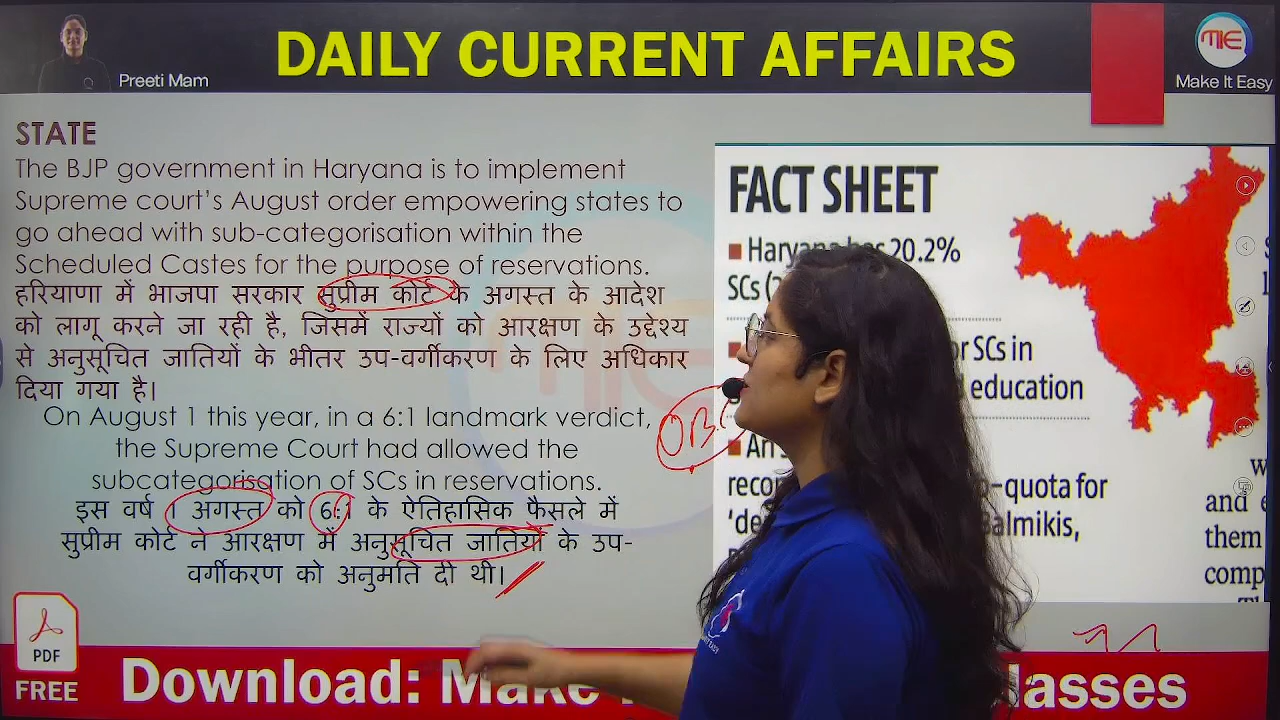 DAILY CURRENT AFFAIRS
Preeti Mam
MIE
Make It Easy
STATE
The BJP government in Haryana is to implement
Supreme court's August order empowering states to
go ahead with sub-categorisation within the
Scheduled Castes for the purpose of reservations.
हरियाणा में भाजपा सरकार सुप्रीम कोर्ट के अगस्त के आदेश
को लागू करने जा रही है, जिसमें राज्यों को आरक्षण के उद्देश्य
से अनुसूचित जातियों के भीतर उप-वर्गीकरण के लिए अधिकार
दिया गया है।
On August 1 this year, in a 6:1 landmark verdict,
the Supreme Court had allowed the
subcategorisation of SCs in reservations.
इस वर्ष 1 अगस्त को 6:1 के ऐतिहासिक फैसले में
सुप्रीम कोर्ट ने आरक्षण में अनुसूचित जातियों के उप-
वर्गीकरण को अनुमति दी थी।
FACT SHEET
Haryana has 20.2%
SCs
SCs in
education
quota for
Balmikis,
and
them
OB
PDF
FREE
Download: Make